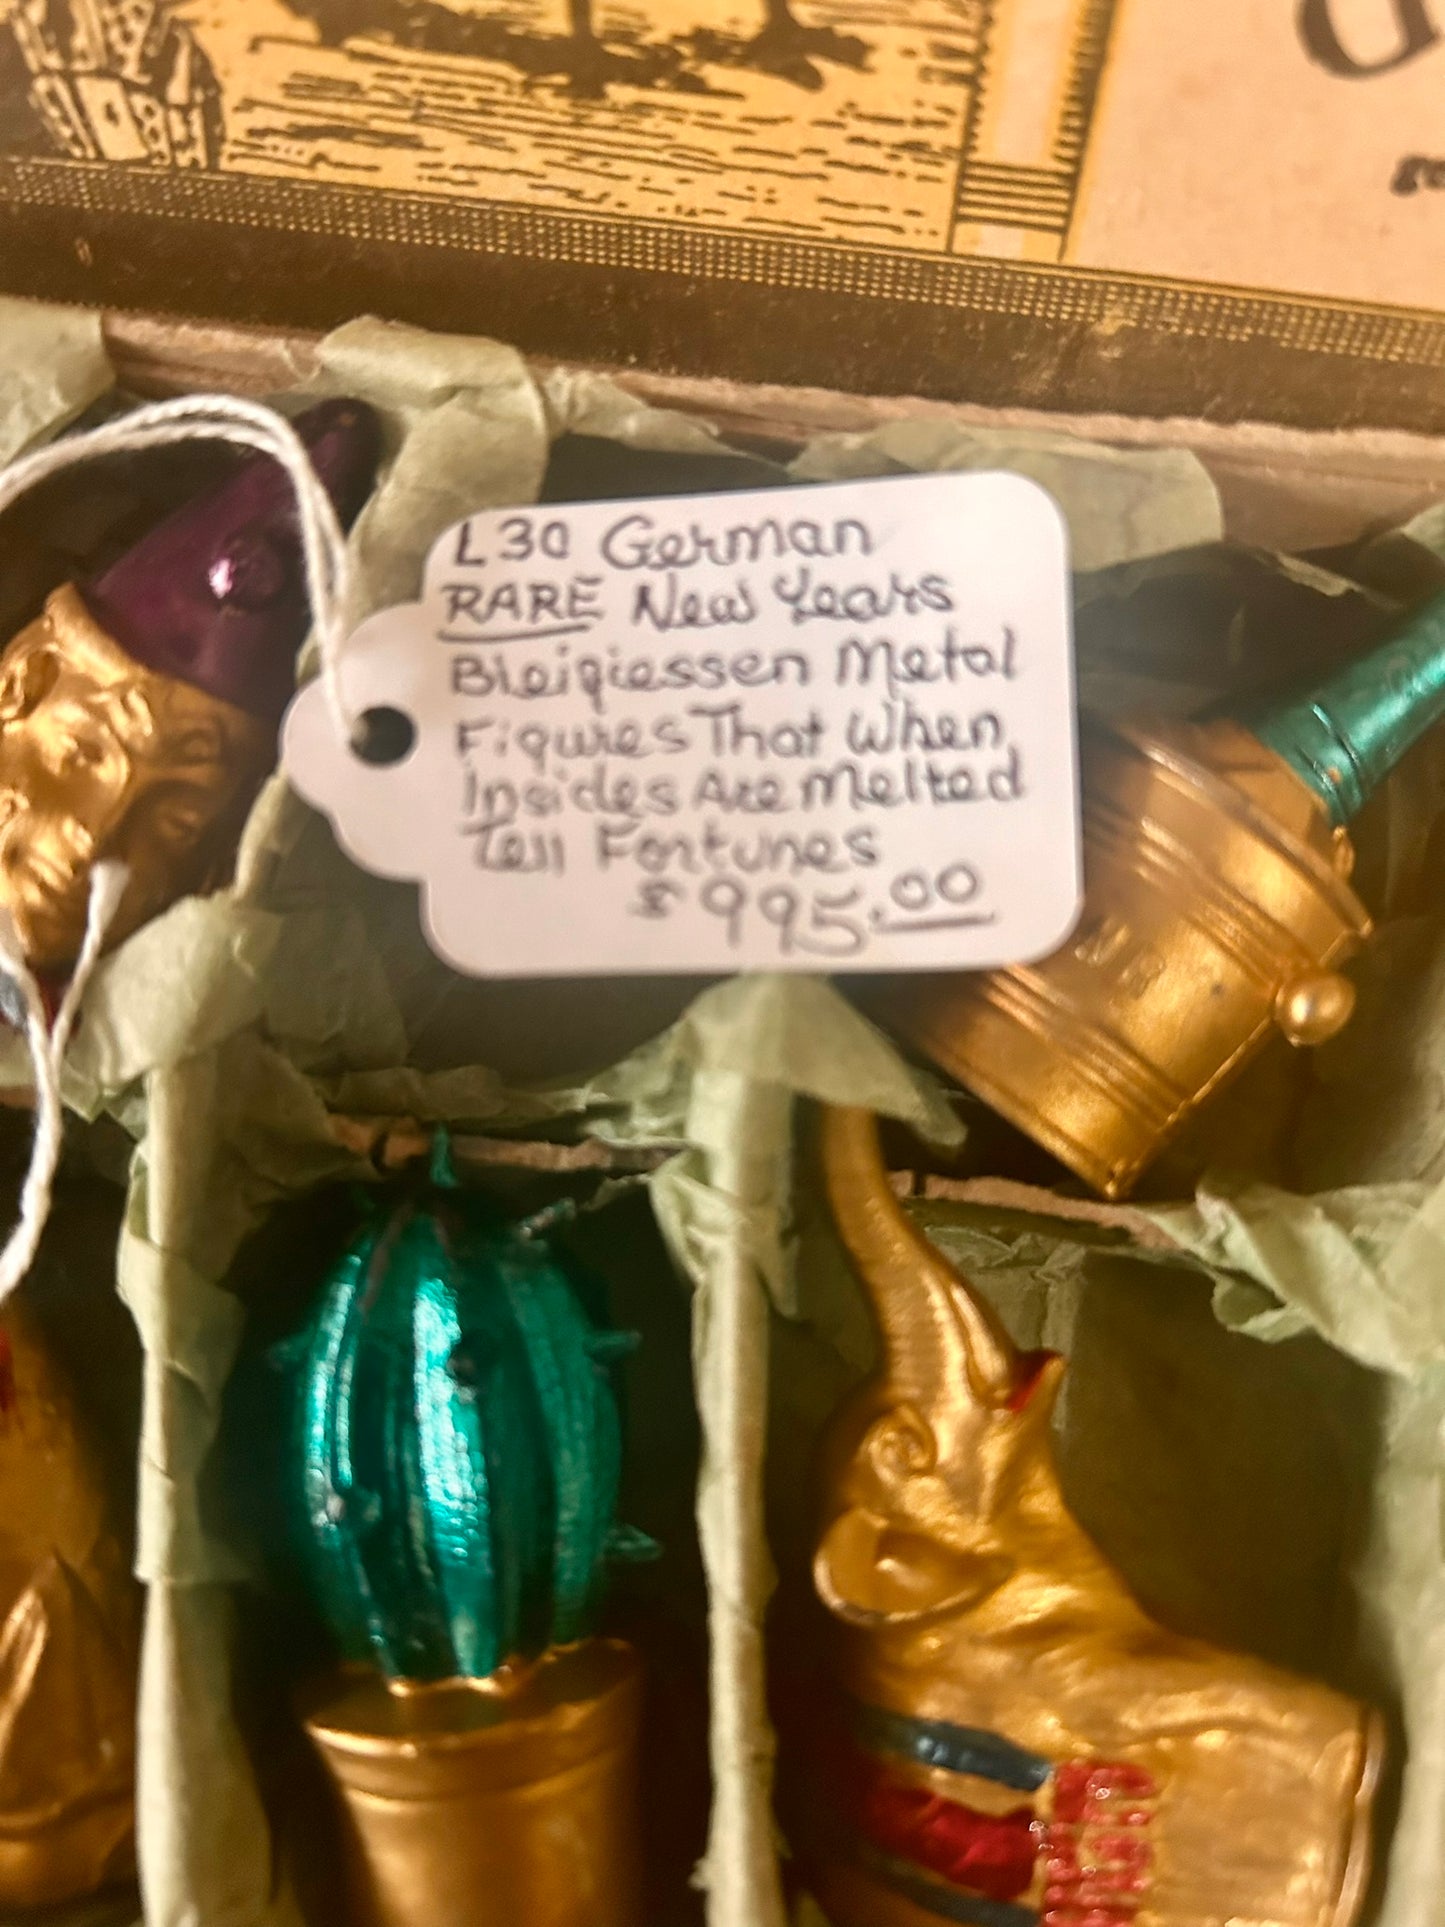 L30 German
RARE New Years
Bleigiessen Metal
Figures That When
Insides Are Melted
Tell Fortunes
$995.00